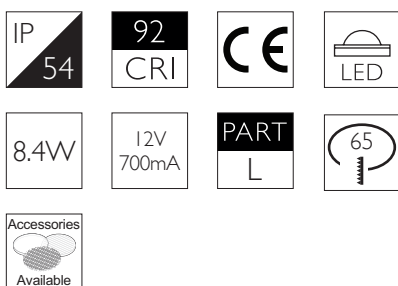 IP
54
92
CRI
CE
LED
8.4W
12V
700mA
PART
L
65
Accessories
Available